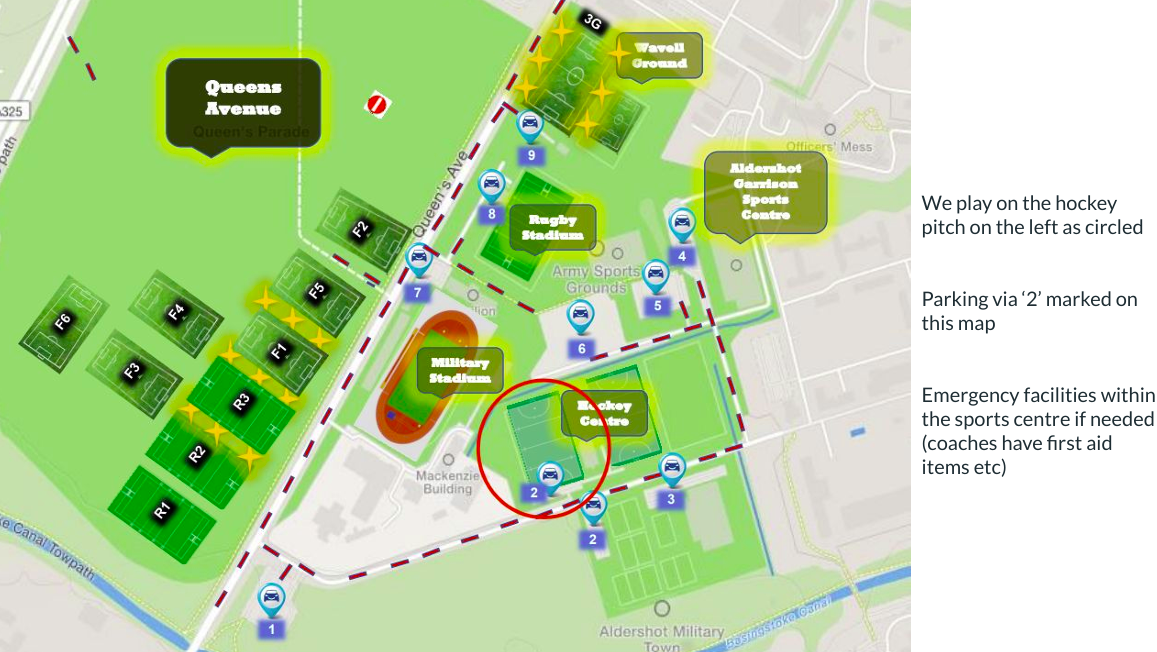 3G
Wavell
Ground
Queens
Avenue
Queen's Parade
A325
path
9
Officers' Mess
Queen's Ave
8
Rugby
Stadium
Aldershot
Garrison
Sports
Centre
4
F2
Army Sports
Grounds
5
7
F5
F4
F6
F1
F3
6
Military
Stadium
R3
Hockey
Centre
R2
Mackenzie
Building
2
3
R1
2
ke Canal Towpath
1
Aldershot Military
Town
Basingstoke Canal
We play on the hockey
pitch on the left as circled
Parking via ‘2’ marked on
this map
Emergency facilities within
the sports centre if needed
(coaches have first aid
items etc)